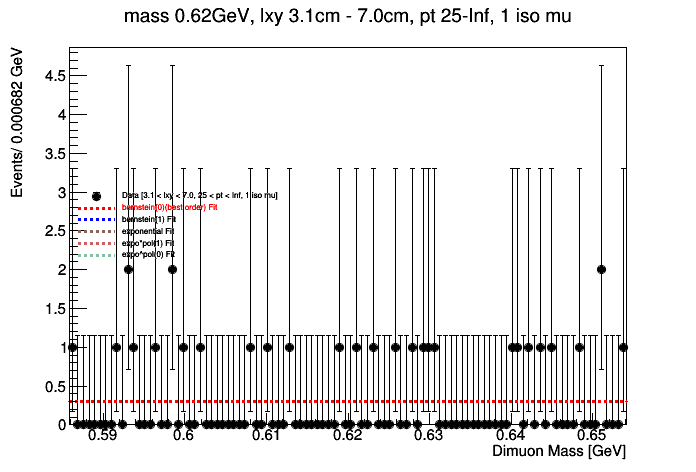 mass 0.62GeV, lxy 3.1cm - 7.0cm, pt 25-Inf, 1 iso mu
Events/ 0.000682 GeV
4.5
4
3.5
3
2.5
2
1.5
1
0.5
0
Data [3.1 < lxy < 7.0, 25 < pt < Inf, 1 iso mu]
bernstein[0](best order) Fit
bernstein[1] Fit
exponential Fit
expo*pol(1) Fit
expo*pol(0) Fit
0.59 0.6 0.61 0.62 0.63 0.64 0.65
Dimuon Mass [GeV]